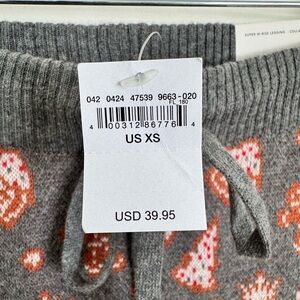 SUPER HI-RISE LEGGING
042 0424 47539 9663-020
FL 180
4 00312 86776 4
US XS
USD 39.95